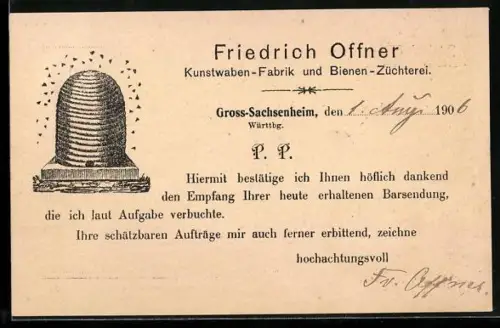 Friedrich Offner
Kunstwaben-Fabrik und Bienen-Züchterei.
Gross-Sachsenheim, den 1. Aug. 1906
Württbg.
P. P.
Hiermit bestätige ich Ihnen höflich dankend
den Empfang Ihrer heute erhaltenen Barsendung,
die ich laut Aufgabe verbuchte.
Ihre schätzbaren Aufträge mir auch ferner erbittend, zeichne
hochachtungsvoll
Fr. Offner